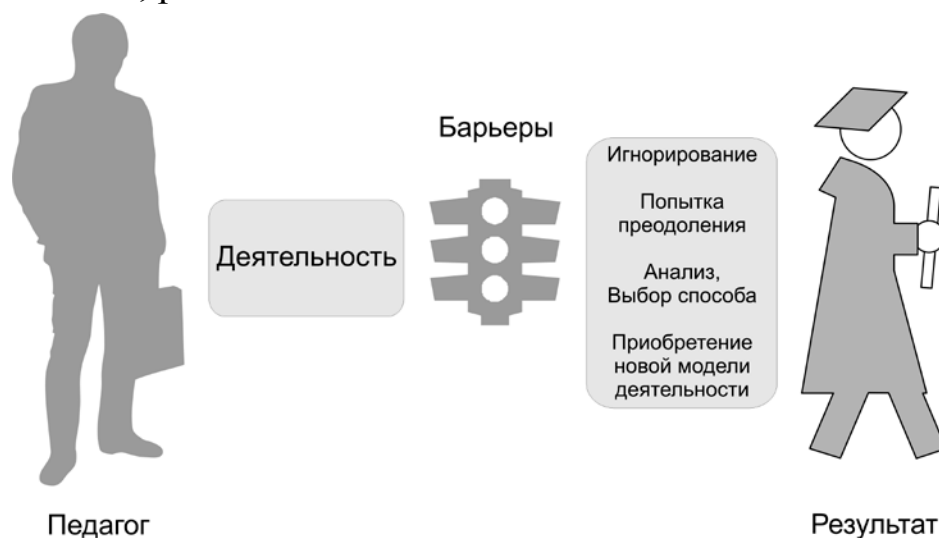 Барьеры
Деятельность
Игнорирование
Попытка
преодоления
Анализ,
Выбор способа
Приобретение
новой модели
деятельности
Педагог
Результат